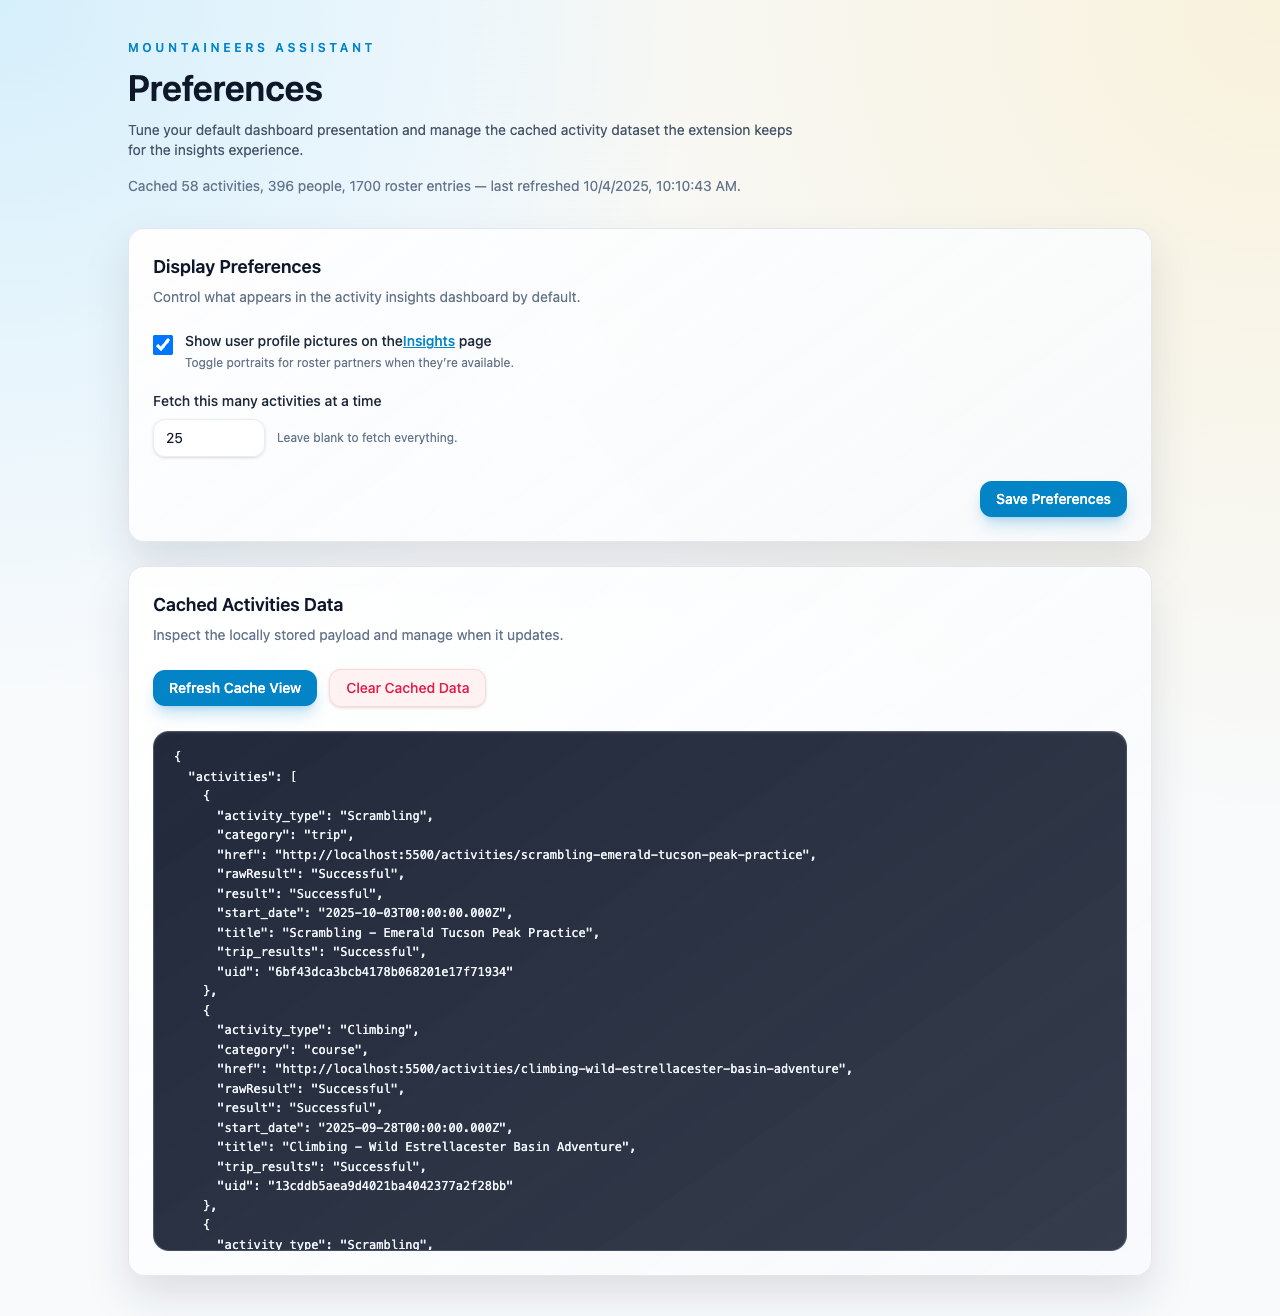 MOUNTAINEERS ASSISTANT
Preferences
Tune your default dashboard presentation and manage the cached activity dataset the extension keeps
for the insights experience.
Cached 58 activities, 396 people, 1700 roster entries — last refreshed 10/4/2025, 10:10:43 AM.
Display Preferences
Control what appears in the activity insights dashboard by default.
Show user profile pictures on theInsights page
Toggle portraits for roster partners when they’re available.
Fetch this many activities at a time
25 Leave blank to fetch everything.
Save Preferences
Cached Activities Data
Inspect the locally stored payload and manage when it updates.
Refresh Cache View Clear Cached Data
{
  "activities": [
    {
      "activity_type": "Scrambling",
      "category": "trip",
      "href": "http://localhost:5500/activities/scrambling-emerald-tucson-peak-practice",
      "rawResult": "Successful",
      "result": "Successful",
      "start_date": "2025-10-03T00:00:00.000Z",
      "title": "Scrambling - Emerald Tucson Peak Practice",
      "trip_results": "Successful",
      "uid": "6bf43dca3bcb4178b068201e17f71934"
    },
    {
      "activity_type": "Climbing",
      "category": "course",
      "href": "http://localhost:5500/activities/climbing-wild-estrellacester-basin-adventure",
      "rawResult": "Successful",
      "result": "Successful",
      "start_date": "2025-09-28T00:00:00.000Z",
      "title": "Climbing - Wild Estrellacester Basin Adventure",
      "trip_results": "Successful",
      "uid": "13cddb5aea9d4021ba4042377a2f28bb"
    },
    {
      "activity_type": "Scrambling",